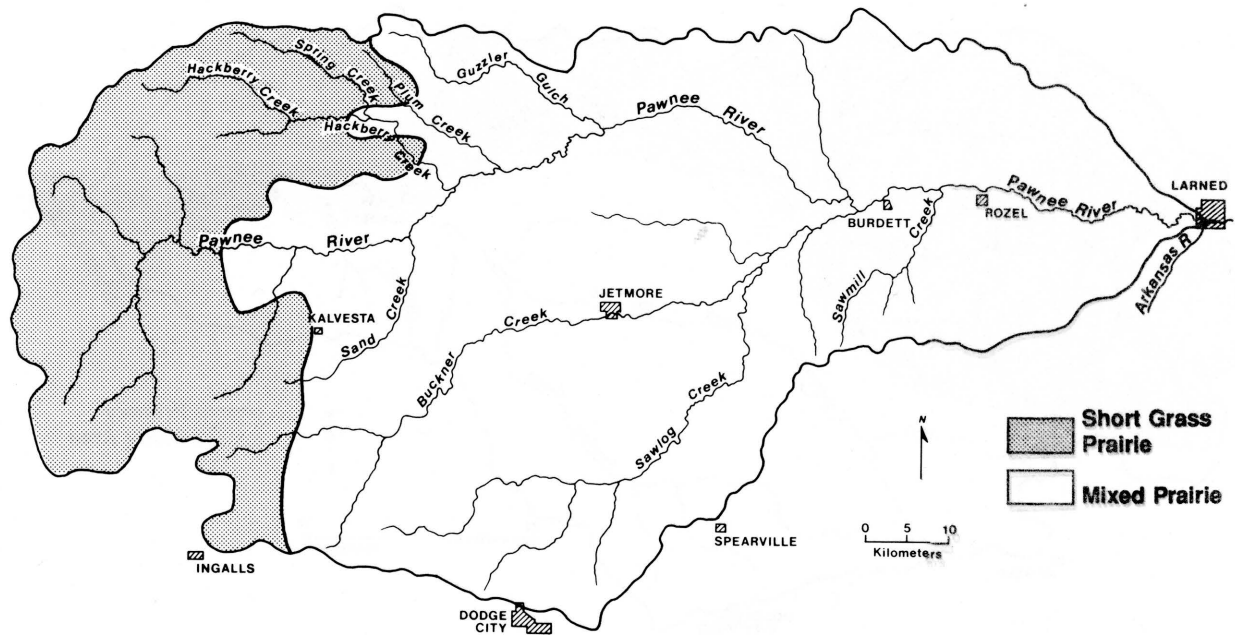 Spring Creek
Plum Creek
Guzzler Gulch
Hackberry Creek
Hackberry Creek
Pawnee River
Pawnee River
Pawnee River
LARNED
ROZEL
BURDETT
Creek
Sawmill
Arkansas R
JETMORE
KALVESTA
Sand Creek
Buckner Creek
Sawlog Creek
N
Short Grass
Prairie
Mixed Prairie
0 5 10
Kilometers
SPEARVILLE
INGALLS
DODGE
CITY